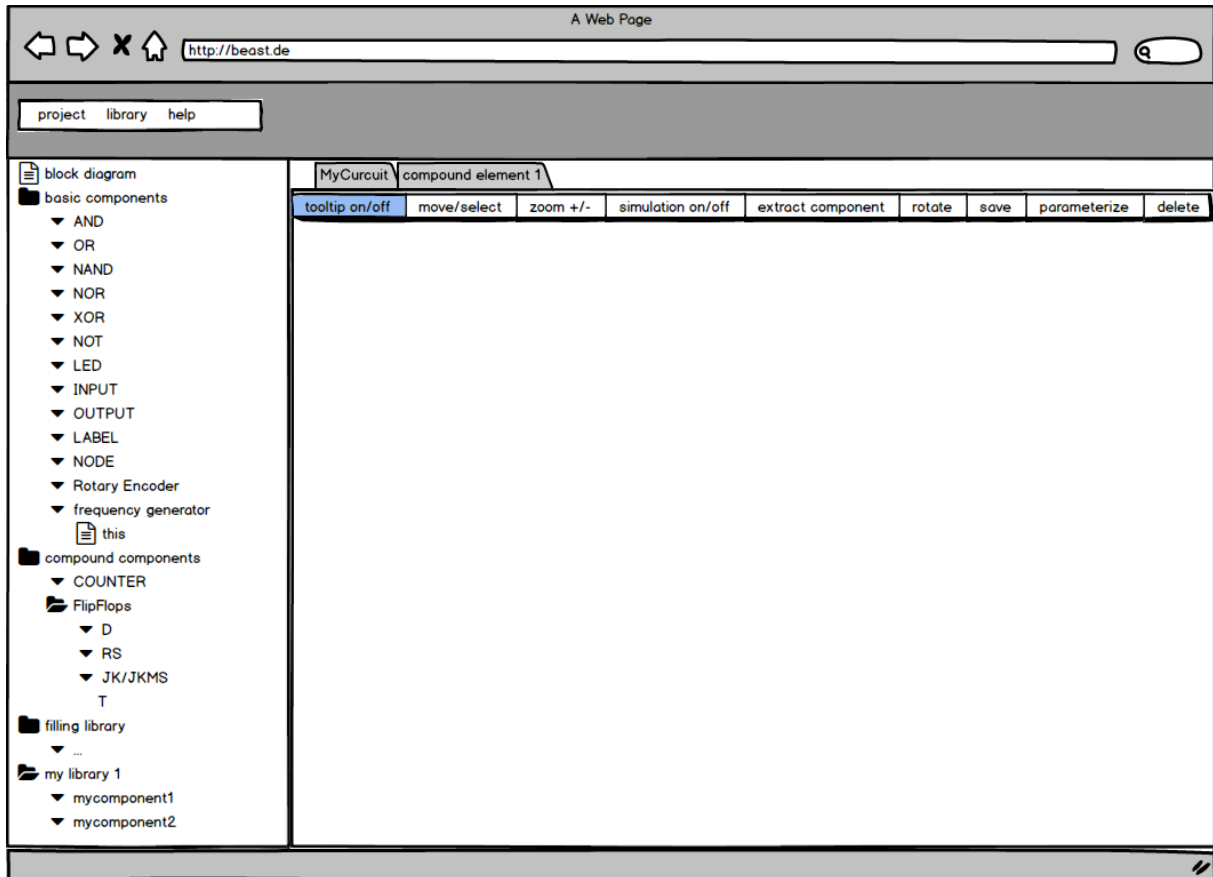 A Web Page
http://beast.de
project library help
block diagram
basic components
AND
OR
NAND
NOR
XOR
NOT
LED
INPUT
OUTPUT
LABEL
NODE
Rotary Encoder
frequency generator
this
compound components
COUNTER
FlipFlops
D
RS
JK/JKMS
T
filling library
...
my library 1
mycomponent1
mycomponent2
MyCurcuit compound element 1
tooltip on/off move/select zoom +/- simulation on/off extract component rotate save parameterize delete